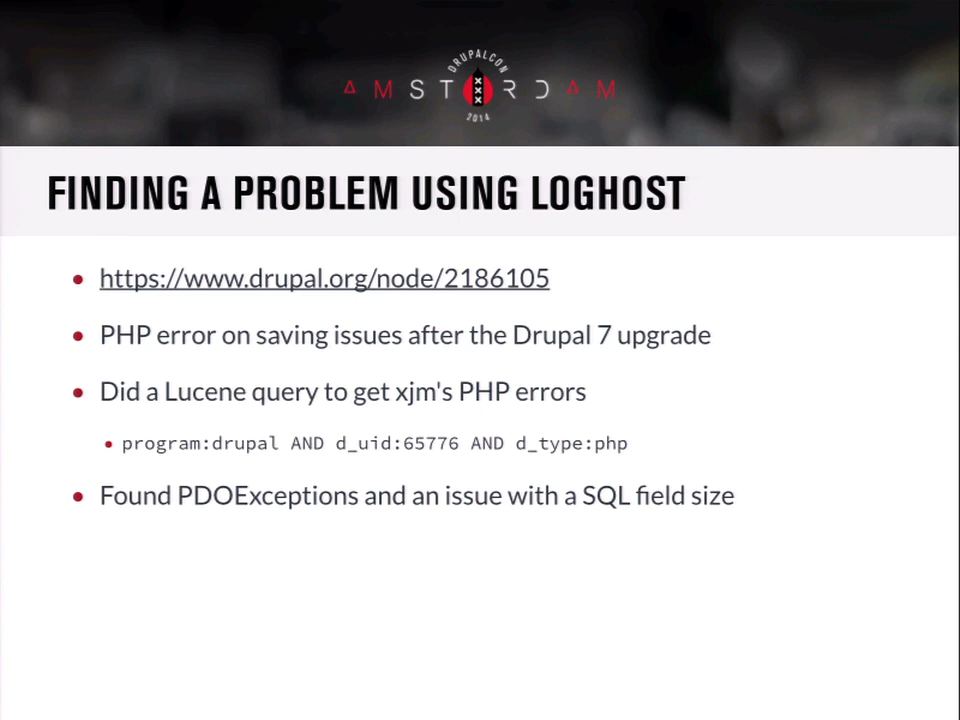 DRUPALCON
AMSTERDAM
2014
FINDING A PROBLEM USING LOGHOST
https://www.drupal.org/node/2186105
PHP error on saving issues after the Drupal 7 upgrade
Did a Lucene query to get xjm's PHP errors
program:drupal AND d_uid:65776 AND d_type:php
Found PDOExceptions and an issue with a SQL field size